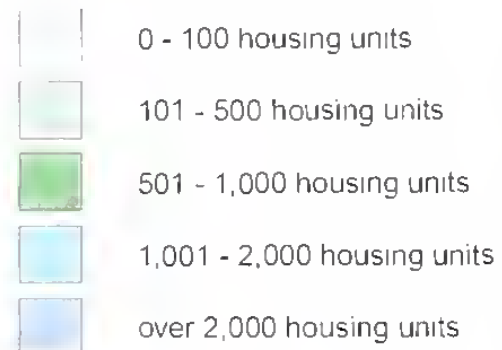 0 - 100 housing units
101 - 500 housing units
501 - 1,000 housing units
1,001 - 2,000 housing units
over 2,000 housing units